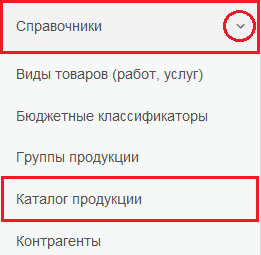 Справочники
Виды товаров (работ, услуг)
Бюджетные классификаторы
Группы продукции
Каталог продукции
Контрагенты